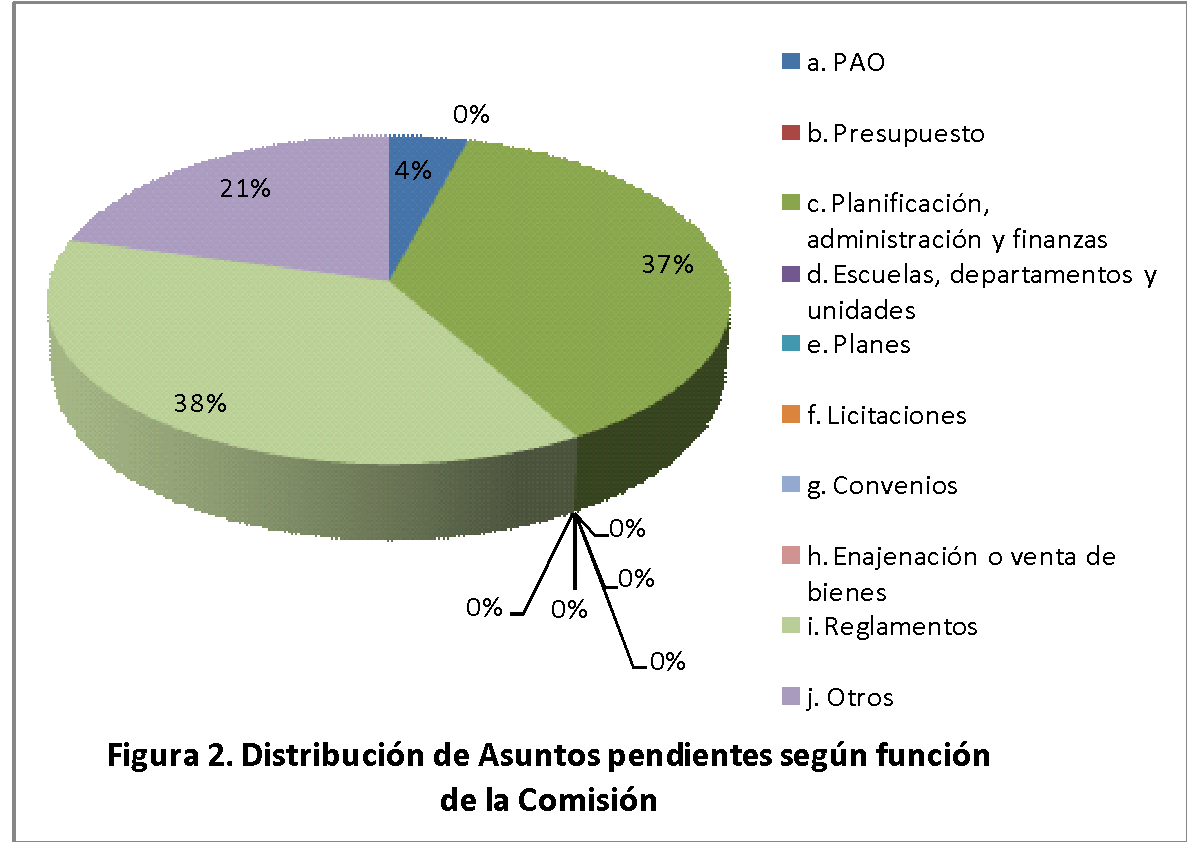 0%
4%
21%
37%
38%
0%
0%
0%
0%
0%
a. PAO
b. Presupuesto
c. Planificación,
administración y finanzas
d. Escuelas, departamentos y
unidades
e. Planes
f. Licitaciones
g. Convenios
h. Enajenación o venta de
bienes
i. Reglamentos
j. Otros
Figura 2. Distribución de Asuntos pendientes según función
de la Comisión